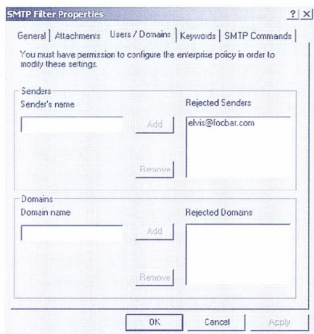 SMTP Filter Properties
? X
General Attachments Users / Domains Keywords SMTP Commands
You must have permission to configure the enterprise policy in order to
modify these settings.
Senders
Sender's name
Rejected Senders
Add
elvis@focbar.com
Remove
Domains
Domain name
Rejected Domains
Add
Remove
OK
Cancel
Apply